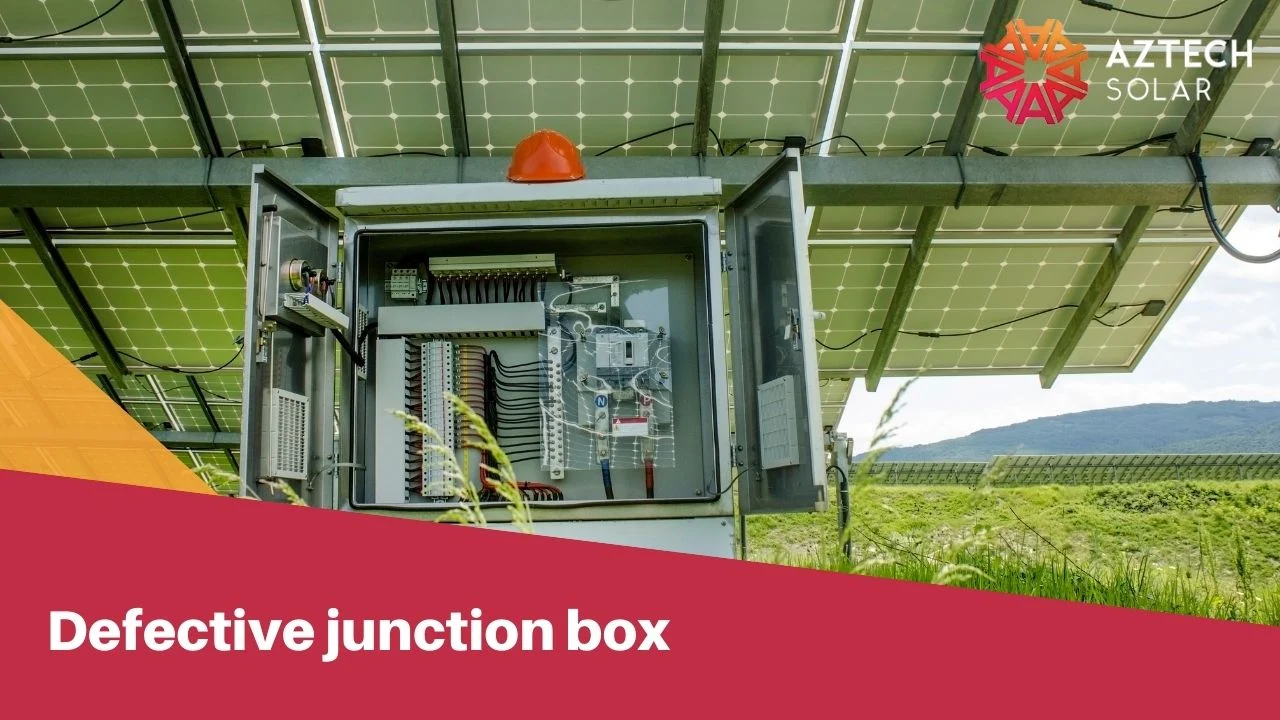 AZTECH
SOLAR
N
P
Defective junction box